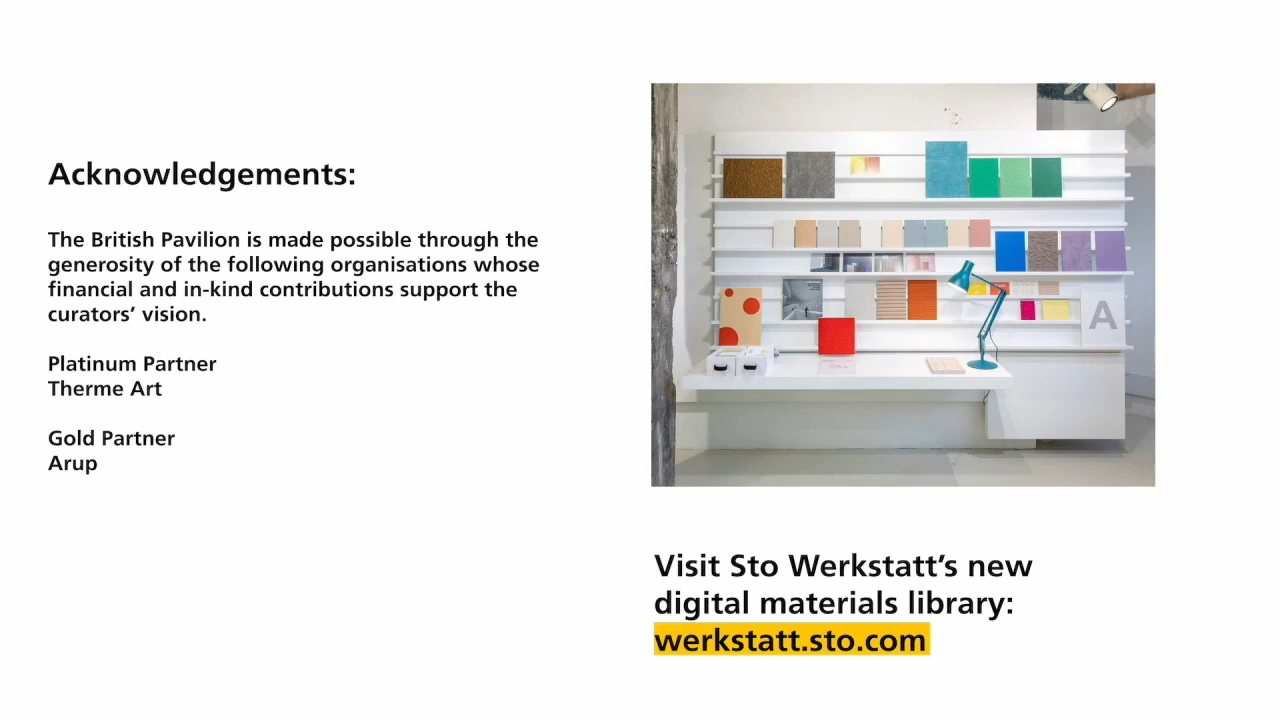 Acknowledgements:
The British Pavilion is made possible through the
generosity of the following organisations whose
financial and in-kind contributions support the
curators’ vision.
Platinum Partner
Therme Art
Gold Partner
Arup
A
Visit Sto Werkstatt’s new
digital materials library:
werkstatt.sto.com